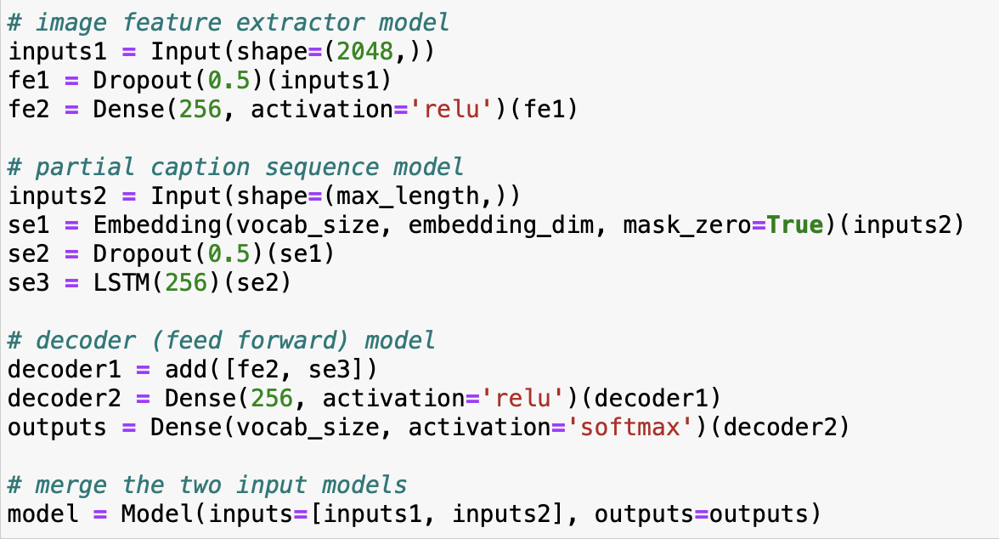 # image feature extractor model
inputs1 = Input(shape=(2048,))
fe1 = Dropout(0.5)(inputs1)
fe2 = Dense(256, activation='relu')(fe1)
# partial caption sequence model
inputs2 = Input(shape=(max_length,))
se1 = Embedding(vocab_size, embedding_dim, mask_zero=True)(inputs2)
se2 = Dropout(0.5)(se1)
se3 = LSTM(256)(se2)
# decoder (feed forward) model
decoder1 = add([fe2, se3])
decoder2 = Dense(256, activation='relu')(decoder1)
outputs = Dense(vocab_size, activation='softmax')(decoder2)
# merge the two input models
model = Model(inputs=[inputs1, inputs2], outputs=outputs)